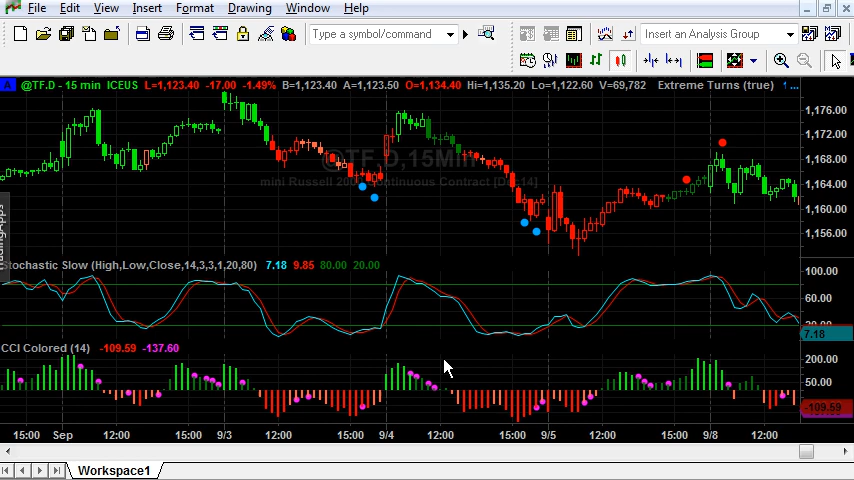 File Edit View Insert Format Drawing Window Help
Type a symbol/command
Insert an Analysis Group
A @TF.D - 15 min ICEUS L=1,123.40 -17.00 -1.49% B=1,123.40 A=1,123.50 O=1,134.40 Hi=1,135.20 Lo=1,122.60 V=69,782 Extreme Turns (true) ...
1,176.00
1,172.00
@TF.D,15Min
1,168.00
1,164.00
1,160.00
1,156.00
TradingApps
Stochastic Slow (High,Low,Close,14,3,3,1,20,80) 7.18 9.85 80.00 20.00
100.00
60.00
20.00
7.18
CCI Colored (14) -109.59 -137.60
200.00
50.00
-109.59
15:00 Sep 12:00 15:00 9/3 12:00 15:00 9/4 12:00 15:00 9/5 12:00 15:00 9/8 12:00
Workspace1